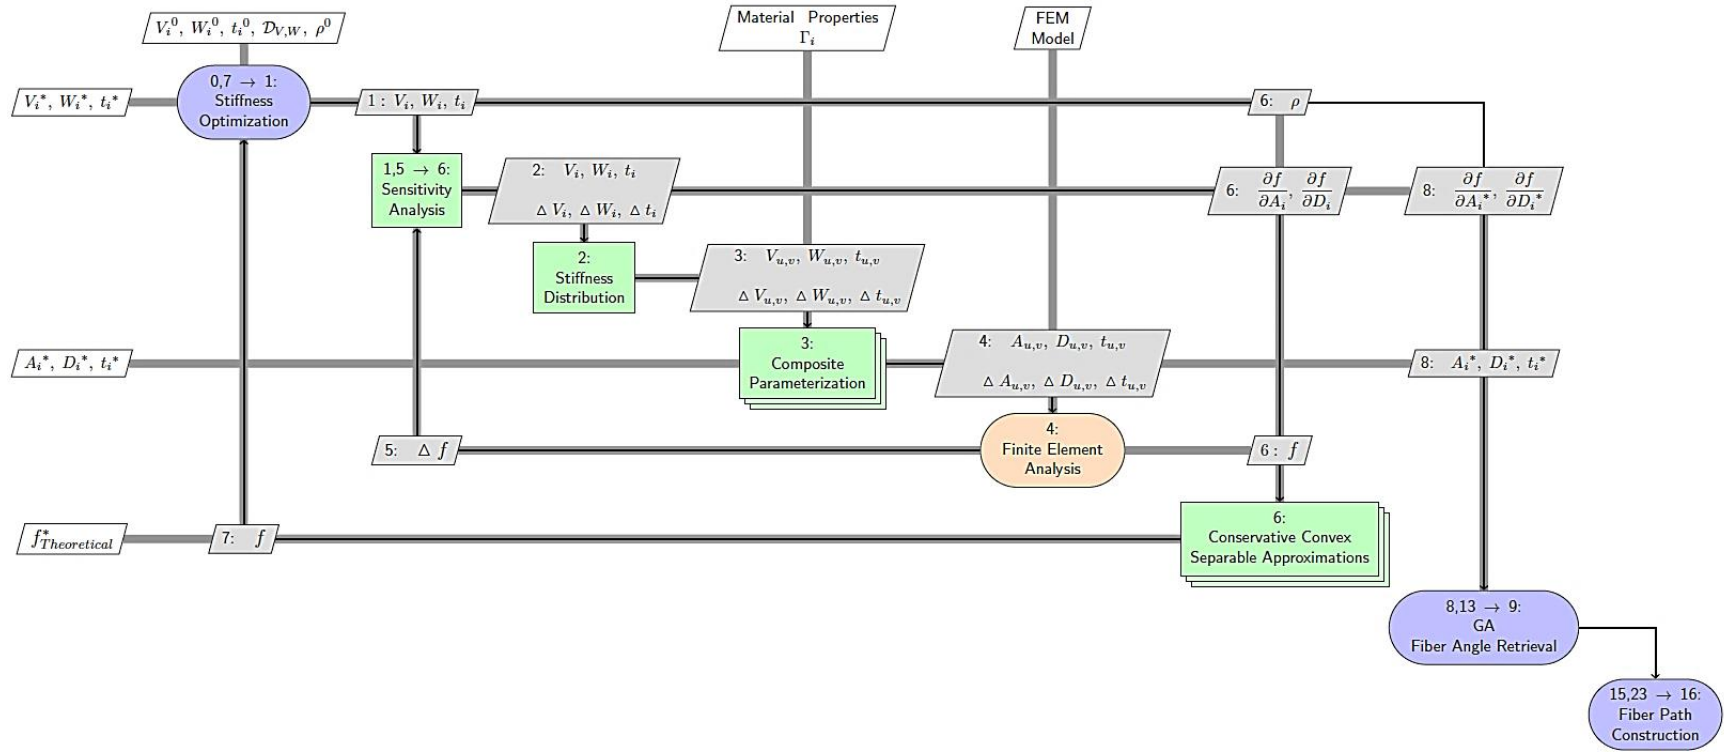 V_i^0, W_i^0, t_i^0, 𝒟_{V,W}, ρ^0
Material Properties
Γ_i
FEM
Model
V_i^*, W_i^*, t_i^*
0,7 → 1:
Stiffness
Optimization
1 : V_i, W_i, t_i
6: ρ
1,5 → 6:
Sensitivity
Analysis
2: V_i, W_i, t_i
△ V_i, △ W_i, △ t_i
6: ∂f/∂A_i, ∂f/∂D_i
8: ∂f/∂A_i^*, ∂f/∂D_i^*
2:
Stiffness
Distribution
3: V_{u,v}, W_{u,v}, t_{u,v}
△ V_{u,v}, △ W_{u,v}, △ t_{u,v}
A_i^*, D_i^*, t_i^*
3:
Composite
Parameterization
4: A_{u,v}, D_{u,v}, t_{u,v}
△ A_{u,v}, △ D_{u,v}, △ t_{u,v}
8: A_i^*, D_i^*, t_i^*
5: △ f
4:
Finite Element
Analysis
6 : f
f^*_{Theoretical}
7: f
6:
Conservative Convex
Separable Approximations
8,13 → 9:
GA
Fiber Angle Retrieval
15,23 → 16:
Fiber Path
Construction